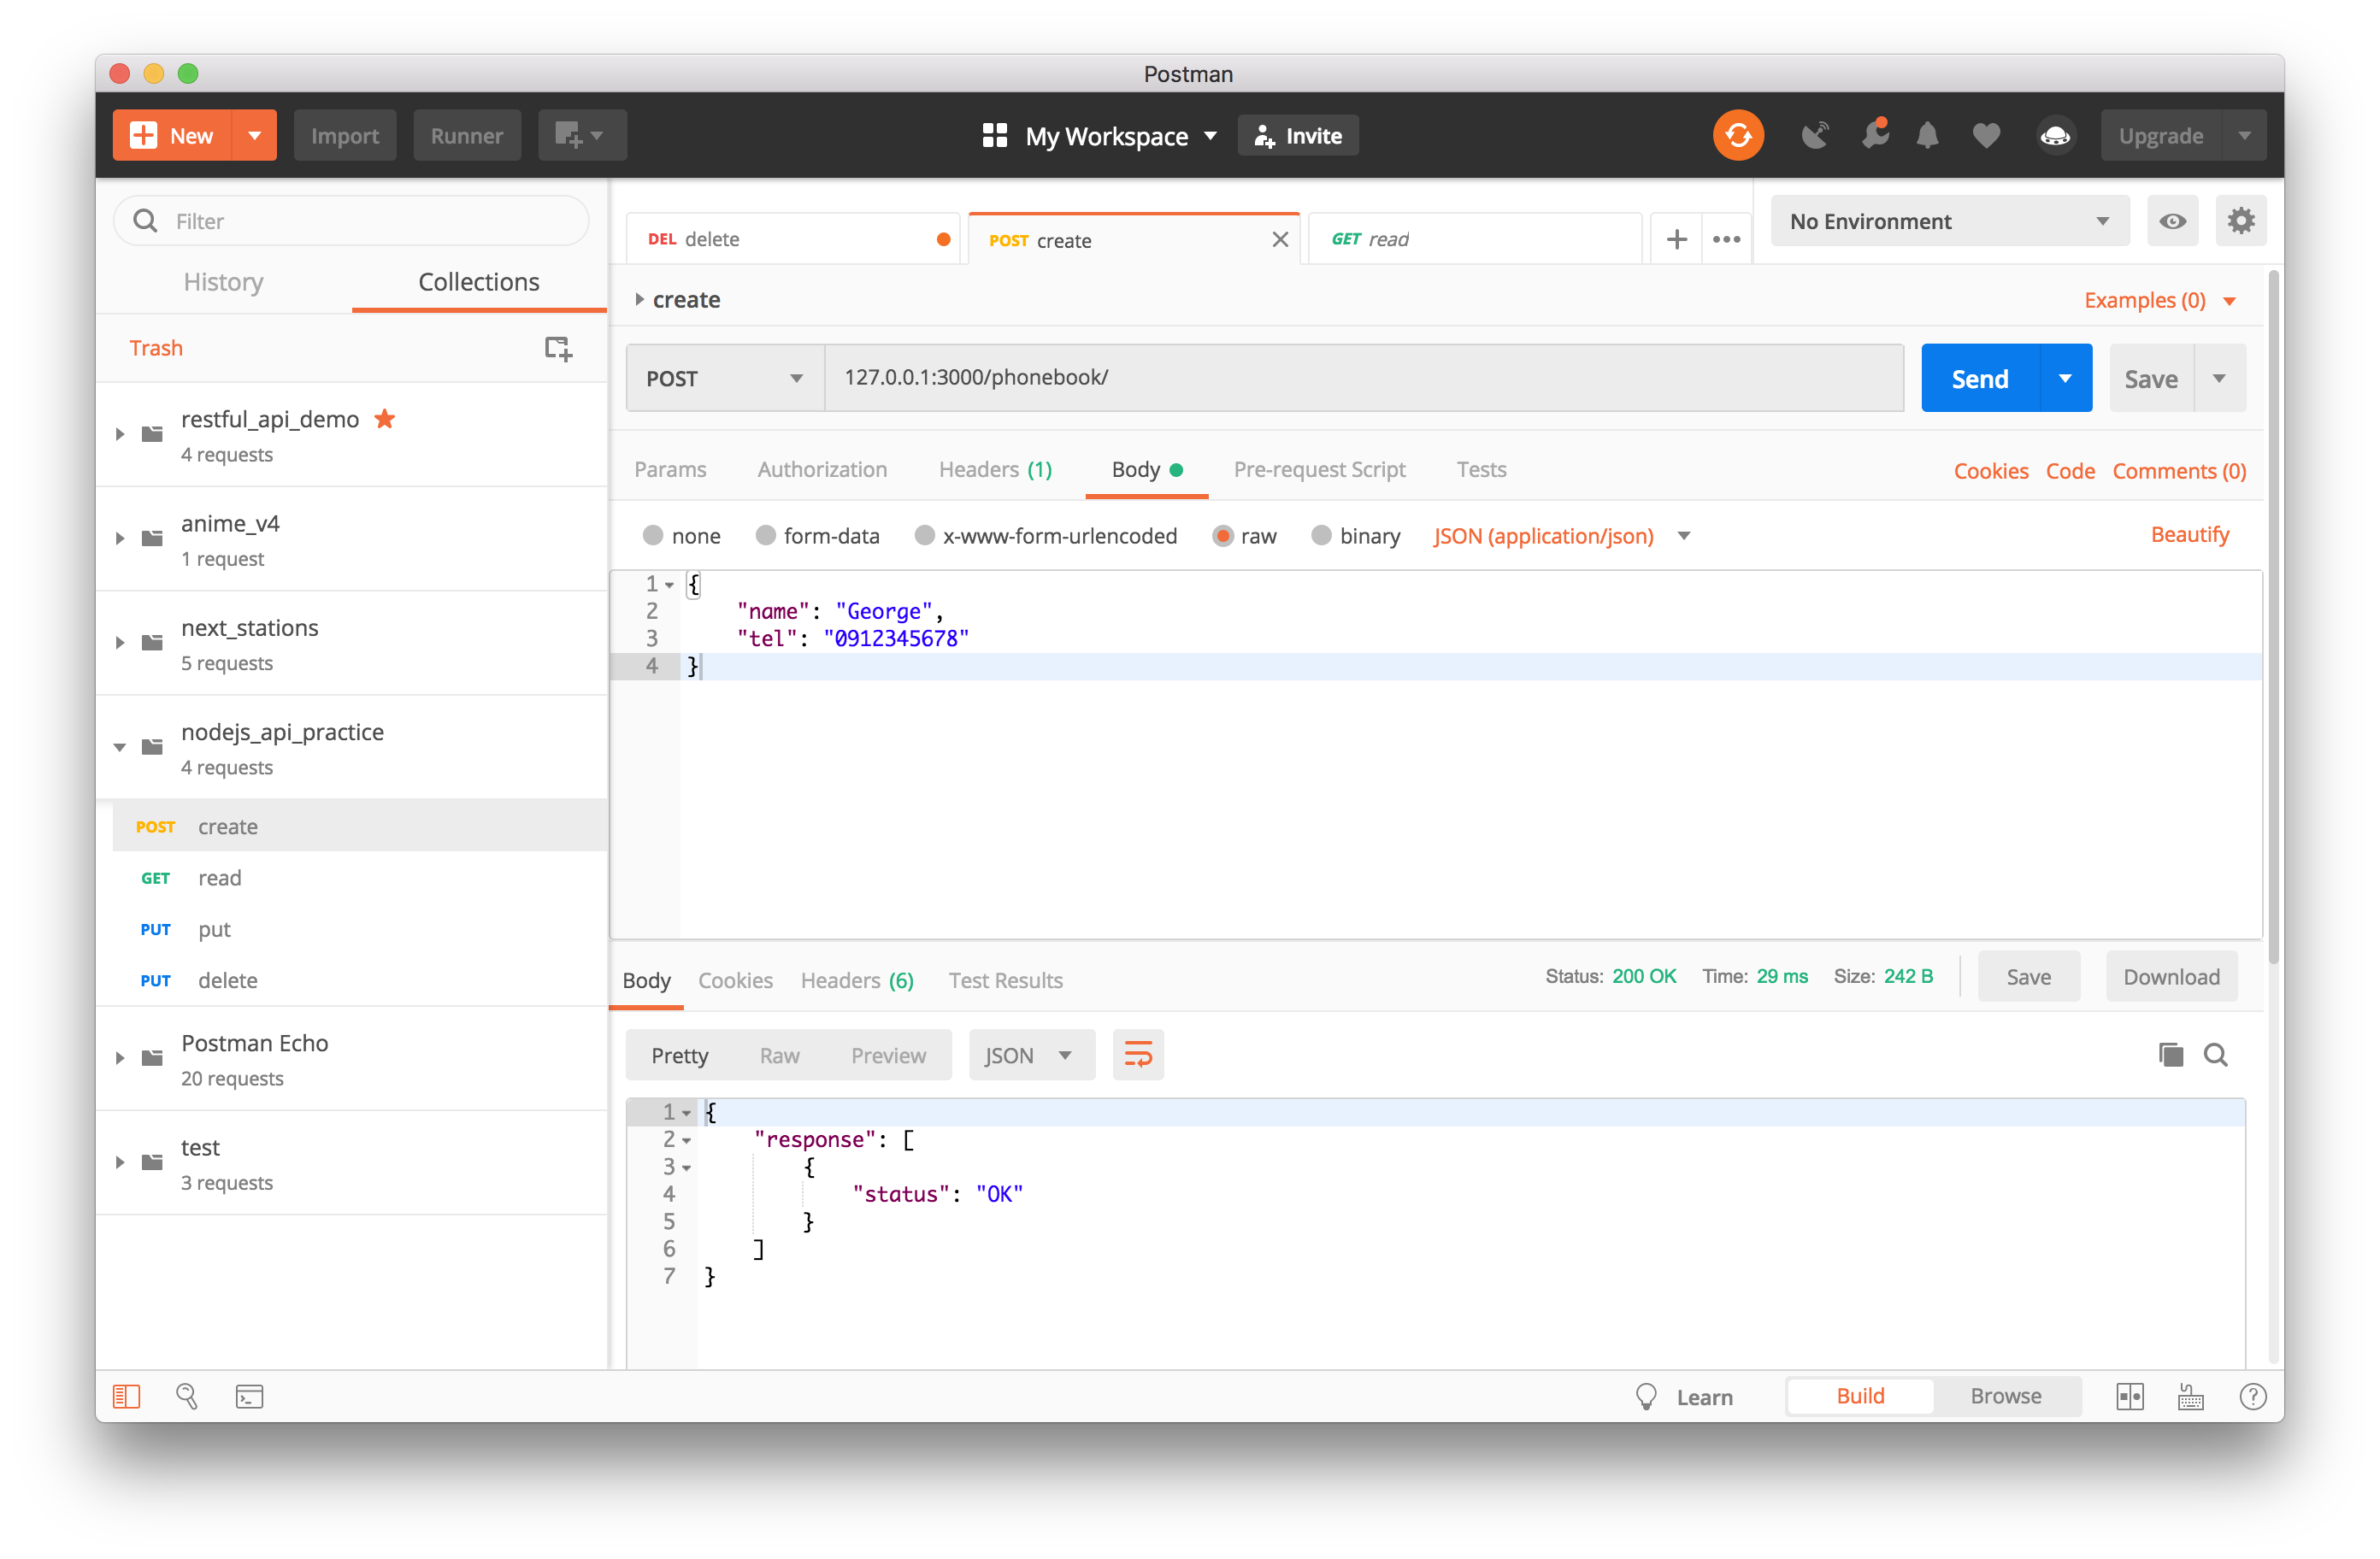 Postman
New
Import
Runner
My Workspace
Invite
Upgrade
Filter
History
Collections
Trash
restful_api_demo
4 requests
anime_v4
1 request
next_stations
5 requests
nodejs_api_practice
4 requests
POST create
GET read
PUT put
PUT delete
Postman Echo
20 requests
test
3 requests
DEL delete
POST create
GET read
No Environment
create
Examples (0)
POST
127.0.0.1:3000/phonebook/
Send
Save
Params
Authorization
Headers (1)
Body
Pre-request Script
Tests
Cookies
Code
Comments (0)
none
form-data
x-www-form-urlencoded
raw
binary
JSON (application/json)
Beautify
1 {
2 "name": "George",
3 "tel": "0912345678"
4 }
Body
Cookies
Headers (6)
Test Results
Status: 200 OK
Time: 29 ms
Size: 242 B
Save
Download
Pretty
Raw
Preview
JSON
1 {
2 "response": [
3 {
4 "status": "OK"
5 }
6 ]
7 }
Learn
Build
Browse